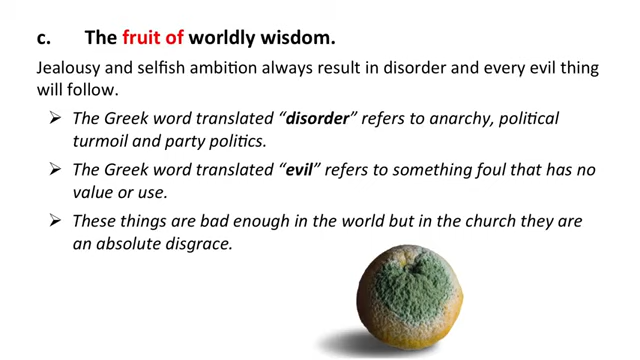 c. The fruit of worldly wisdom.
Jealousy and selfish ambition always result in disorder and every evil thing
will follow.
➢ The Greek word translated “disorder” refers to anarchy, political
turmoil and party politics.
➢ The Greek word translated “evil” refers to something foul that has no
value or use.
➢ These things are bad enough in the world but in the church they are
an absolute disgrace.